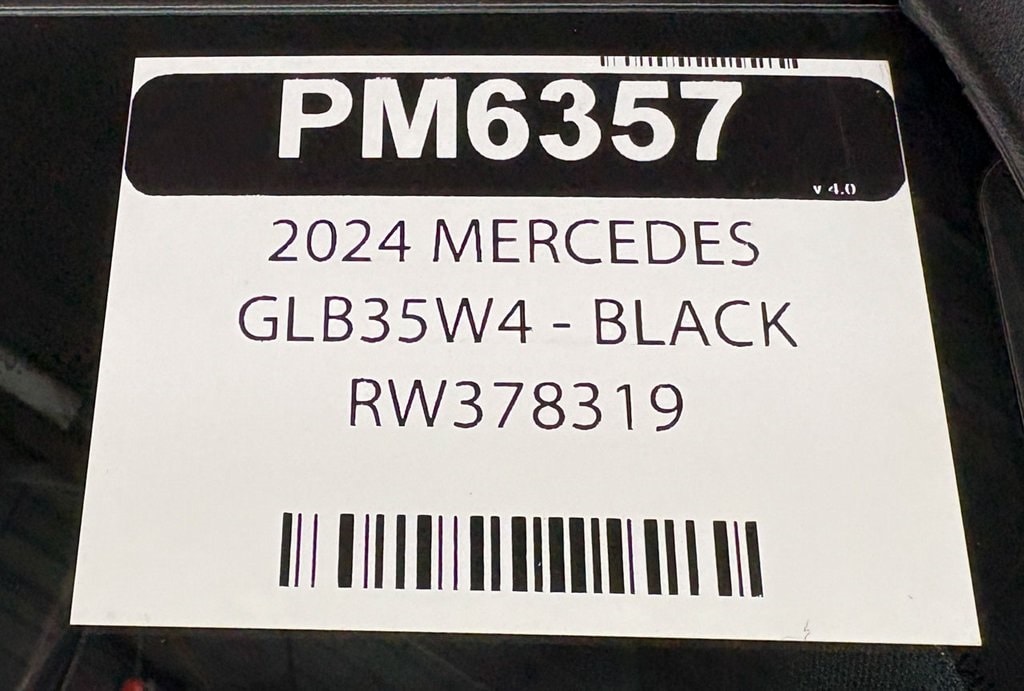 PM6357
v 4.0
2024 MERCEDES
GLB35W4 - BLACK
RW378319